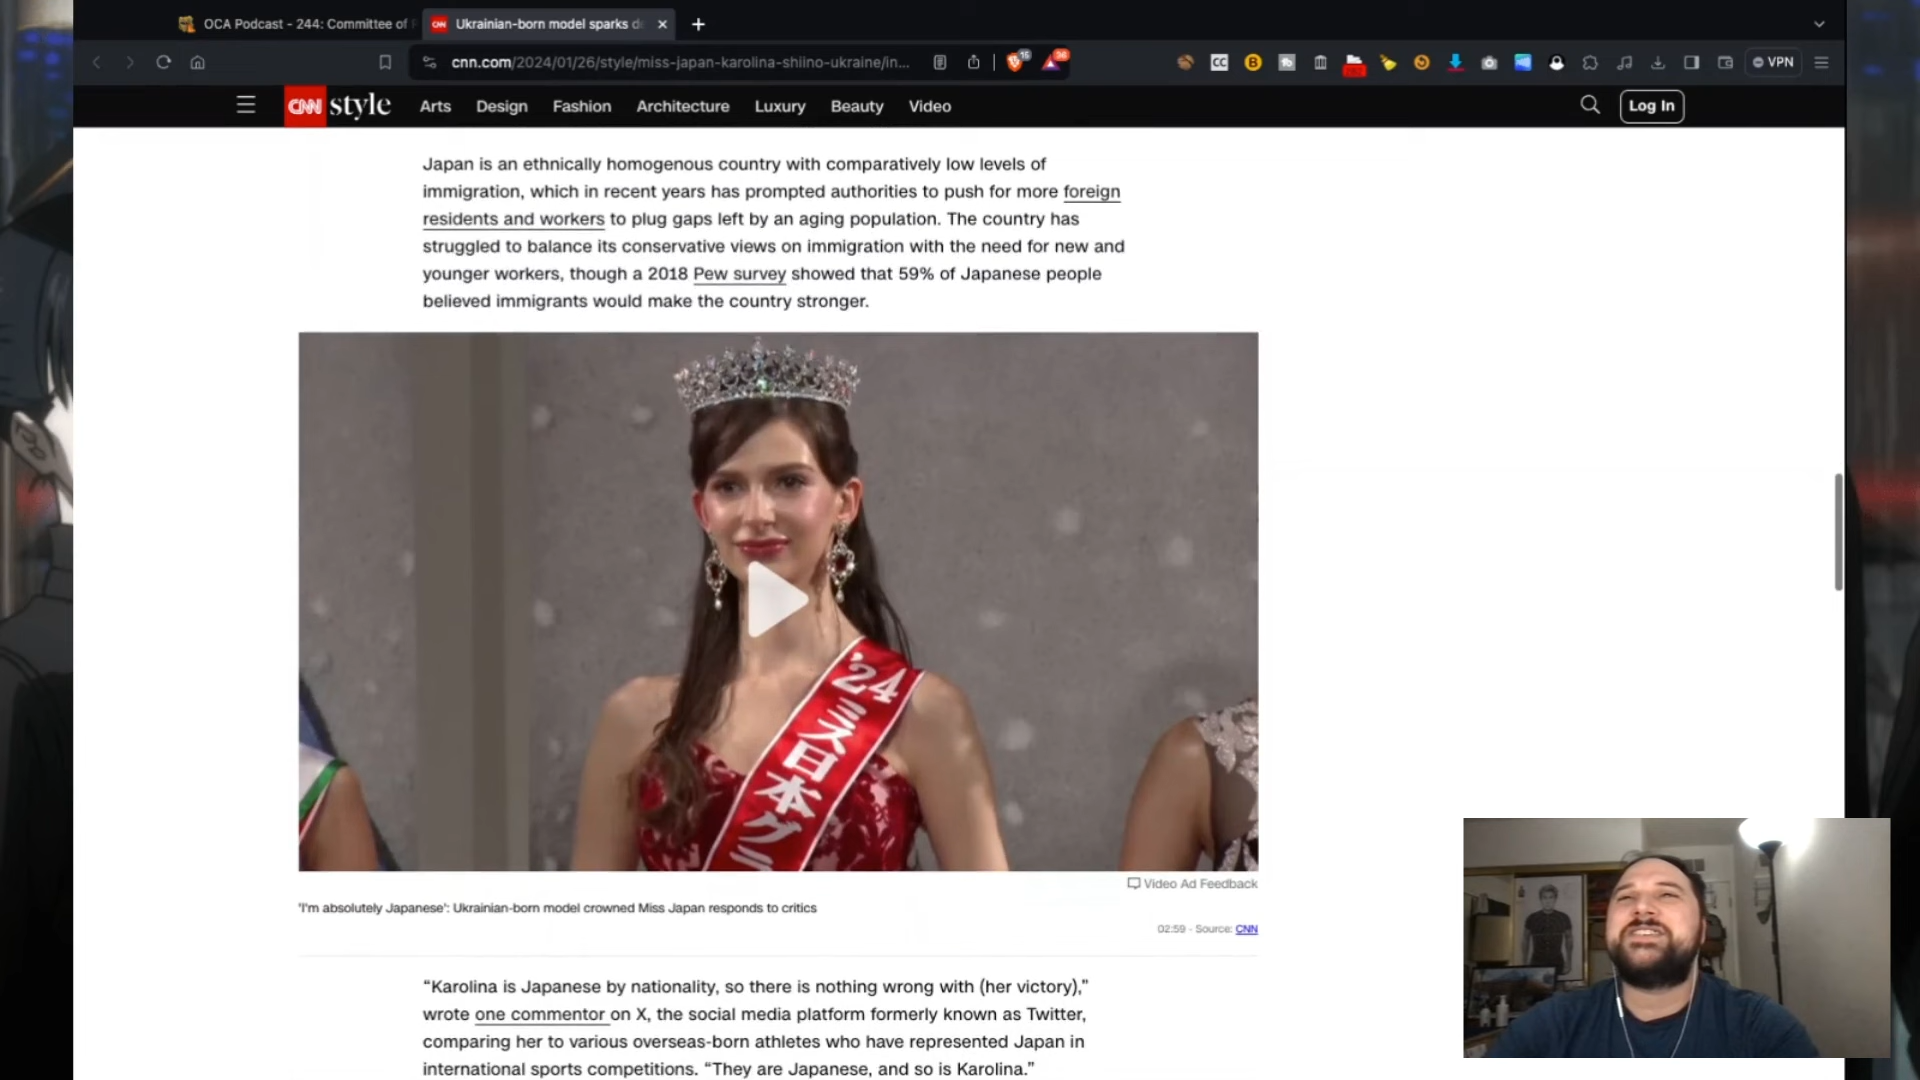 OCA Podcast - 244: Committee of
CNN Ukrainian-born model sparks
cnn.com/2024/01/26/style/miss-japan-karolina-shiino-ukraine/in...
VPN
CNN style Arts Design Fashion Architecture Luxury Beauty Video Log In
Japan is an ethnically homogenous country with comparatively low levels of
immigration, which in recent years has prompted authorities to push for more foreign
residents and workers to plug gaps left by an aging population. The country has
struggled to balance its conservative views on immigration with the need for new and
younger workers, though a 2018 Pew survey showed that 59% of Japanese people
believed immigrants would make the country stronger.
'24 ミス日本グラ
Video Ad Feedback
'I'm absolutely Japanese': Ukrainian-born model crowned Miss Japan responds to critics
02:59 - Source: CNN
“Karolina is Japanese by nationality, so there is nothing wrong with (her victory),”
wrote one commentor on X, the social media platform formerly known as Twitter,
comparing her to various overseas-born athletes who have represented Japan in
international sports competitions. “They are Japanese, and so is Karolina.”